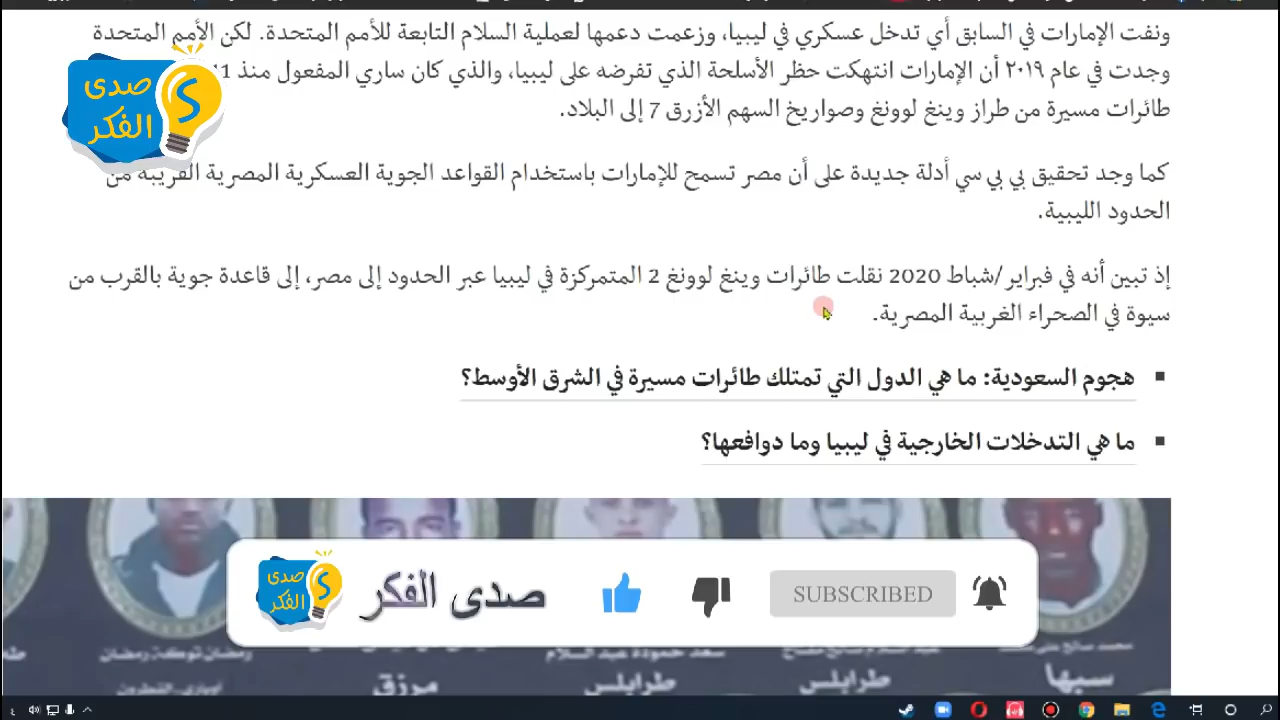 ونفت الإمارات في السابق أي تدخل عسكري في ليبيا، وزعمت دعمها لعملية السلام التابعة للأمم المتحدة. لكن الأمم المتحدة
وجدت في عام ٢٠١٩ أن الإمارات انتهكت حظر الأسلحة الذي تفرضه على ليبيا، والذي كان ساري المفعول منذ
طائرات مسيرة من طراز وينغ لوونغ وصواريخ السهم الأزرق 7 إلى البلاد.
صدى
الفكر
كما وجد تحقيق بي بي سي أدلة جديدة على أن مصر تسمح للإمارات باستخدام القواعد الجوية العسكرية المصرية القريبة من
الحدود الليبية.
إذ تبين أنه في فبراير /شباط 2020 نقلت طائرات وينغ لوونغ 2 المتمركزة في ليبيا عبر الحدود إلى مصر، إلى قاعدة جوية بالقرب من
سيوة في الصحراء الغربية المصرية.
هجوم السعودية: ما هي الدول التي تمتلك طائرات مسيرة في الشرق الأوسط؟
ما هي التدخلات الخارجية في ليبيا وما دوافعها؟
صدى
الفكر
صدى الفكر
SUBSCRIBED
رمضان توكة رمضان
سبها
طرابلس
طرابلس
مرزق